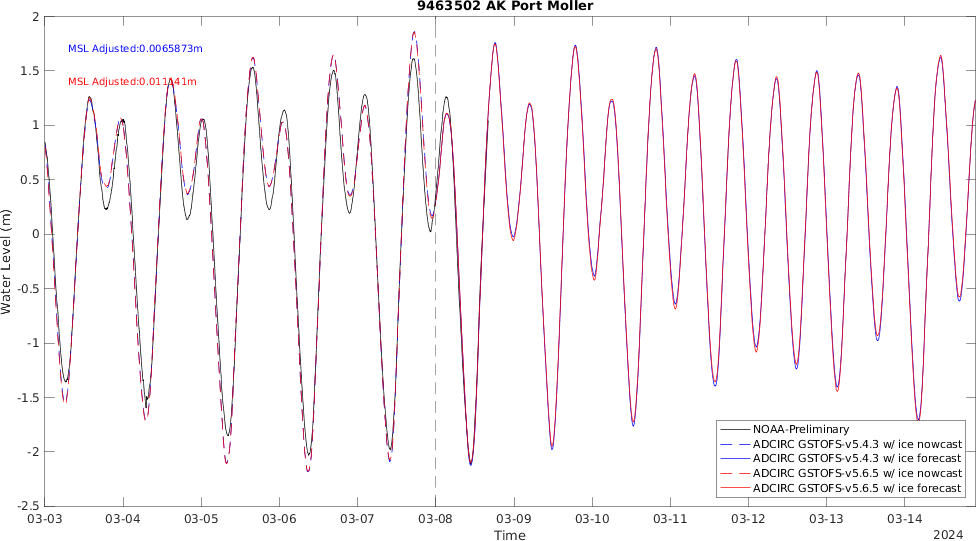 9463502 AK Port Moller
MSL Adjusted:0.0065873m
Water Level (m)
2
1.5
1
0.5
0
-0.5
-1
-1.5
-2
-2.5
NOAA-Preliminary
ADCIRC GSTOFS-v5.4.3 w/ ice nowcast
ADCIRC GSTOFS-v5.4.3 w/ ice forecast
ADCIRC GSTOFS-v5.6.5 w/ ice nowcast
ADCIRC GSTOFS-v5.6.5 w/ ice forecast
03-03 03-04 03-05 03-06 03-07 03-08 03-09 03-10 03-11 03-12 03-13 03-14
Time
2024